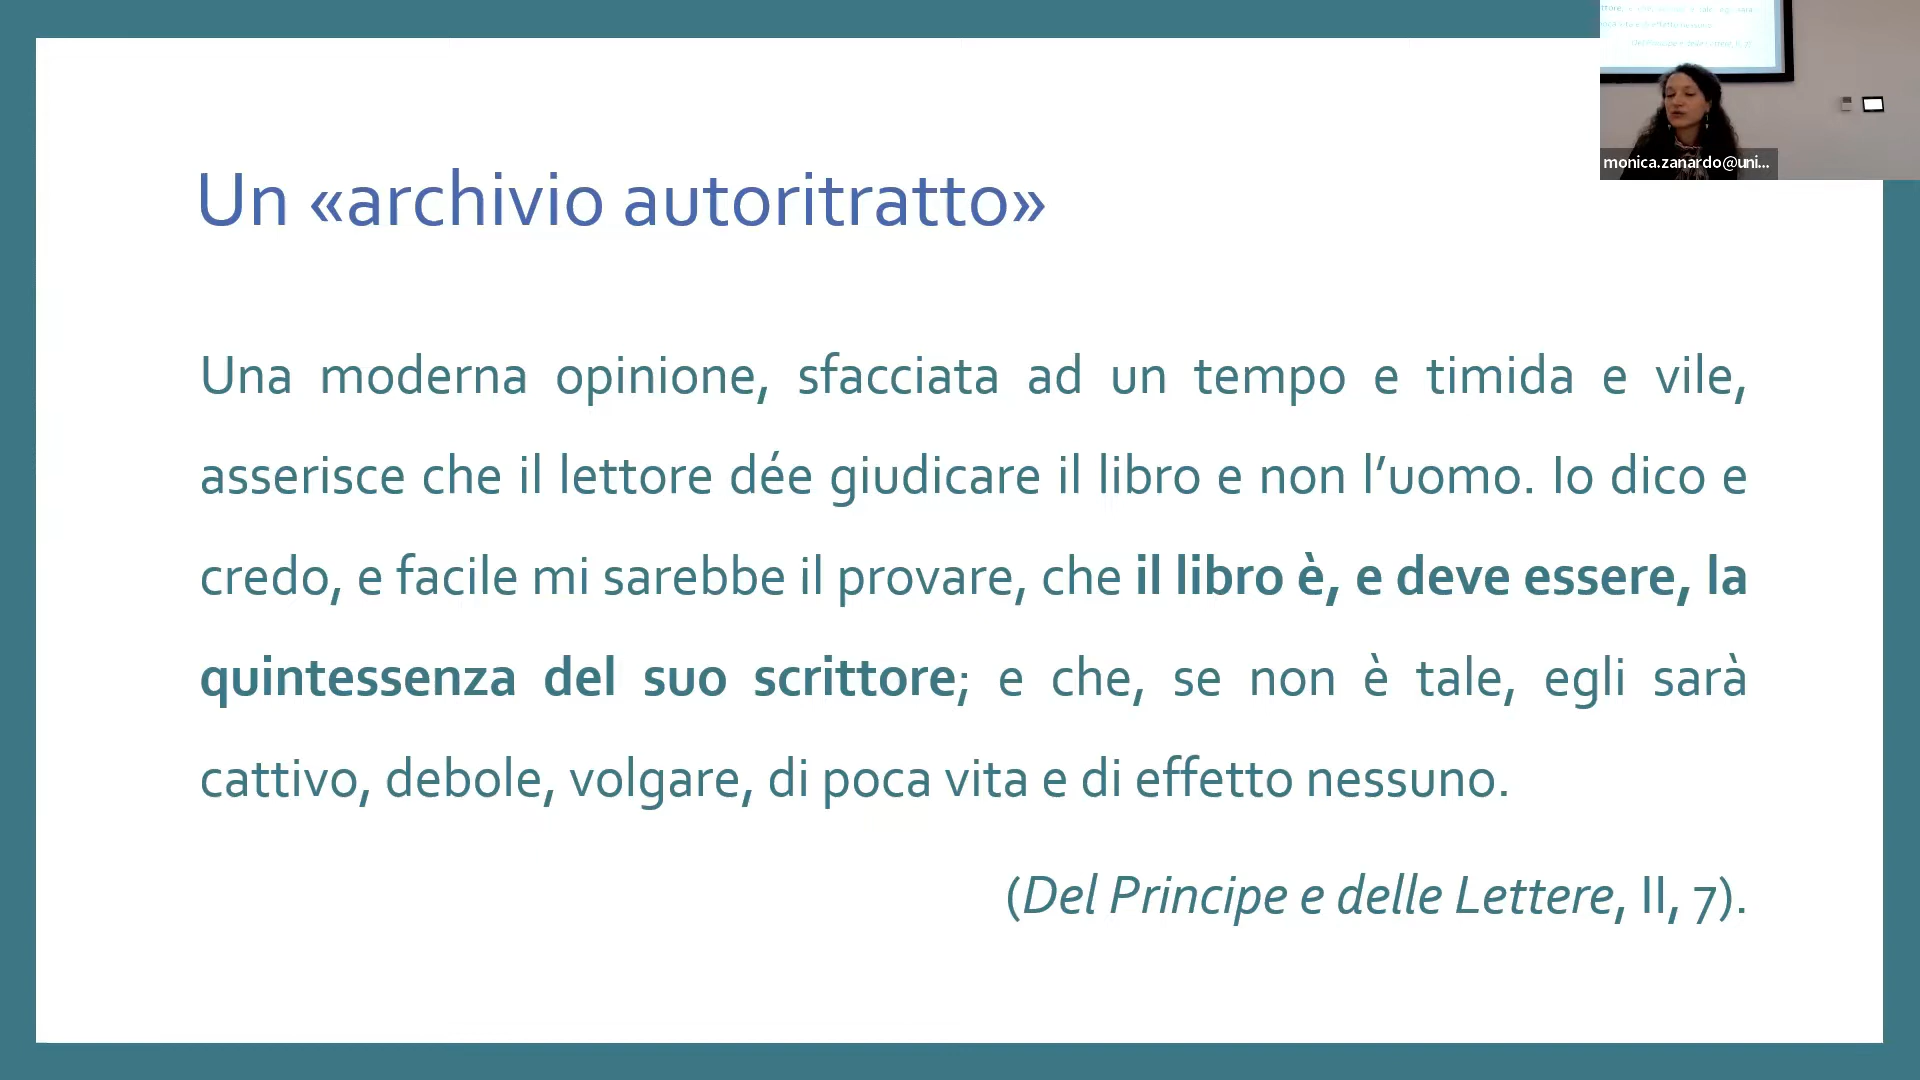 Un «archivio autoritratto»
Una moderna opinione, sfacciata ad un tempo e timida e vile,
asserisce che il lettore dée giudicare il libro e non l’uomo. Io dico e
credo, e facile mi sarebbe il provare, che il libro è, e deve essere, la
quintessenza del suo scrittore; e che, se non è tale, egli sarà
cattivo, debole, volgare, di poca vita e di effetto nessuno.
(Del Principe e delle Lettere, II, 7).
monica.zanardo@uni...